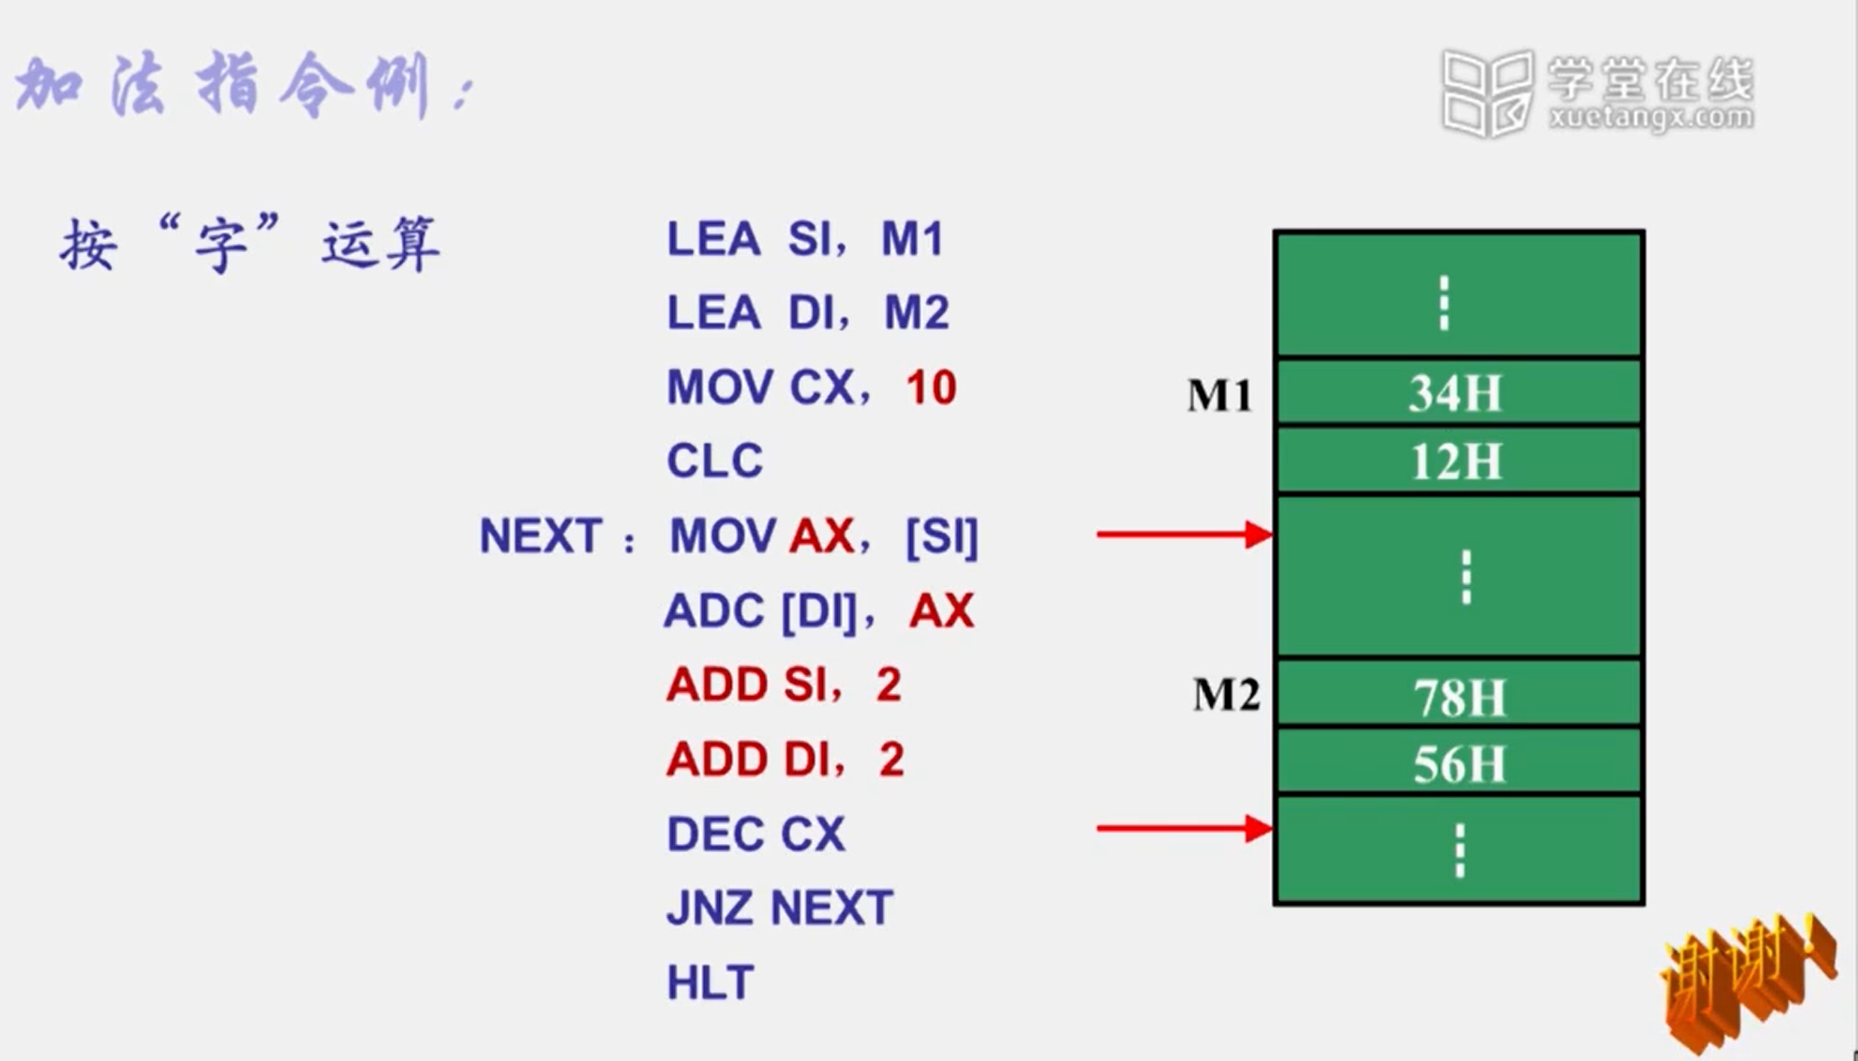 加法指令例：
学堂在线
xuetangx.com
按“字”运算
LEA SI，M1
LEA DI，M2
MOV CX，10
CLC
NEXT：MOV AX，[SI]
ADC [DI]，AX
ADD SI，2
ADD DI，2
DEC CX
JNZ NEXT
HLT
M1
34H
12H
M2
78H
56H
谢谢！